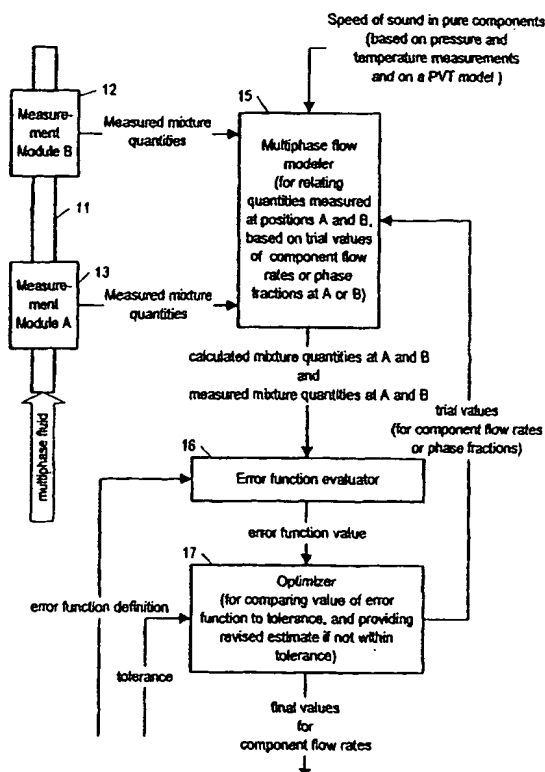 Speed of sound in pure components
(based on pressure and
temperature measurements
and on a PVT model )
12
15
Measure-
ment
Module B
Measured mixture
quantities
Multiphase flow
modeler
(for relating
quantities measured
at positions A and B,
based on trial values
of component flow
rates or phase
fractions at A or B)
11
13
Measure-
ment
Module A
Measured mixture
quantities
multiphase fluid
calculated mixture quantities at A and B
and
measured mixture quantities at A and B
trial values
(for component flow rates
or phase fractions)
16
Error function evaluator
error function value
17
Optimizer
(for comparing value of error
function to tolerance, and providing
revised estimate if not within
tolerance)
error function definition
tolerance
final values
for
component flow rates